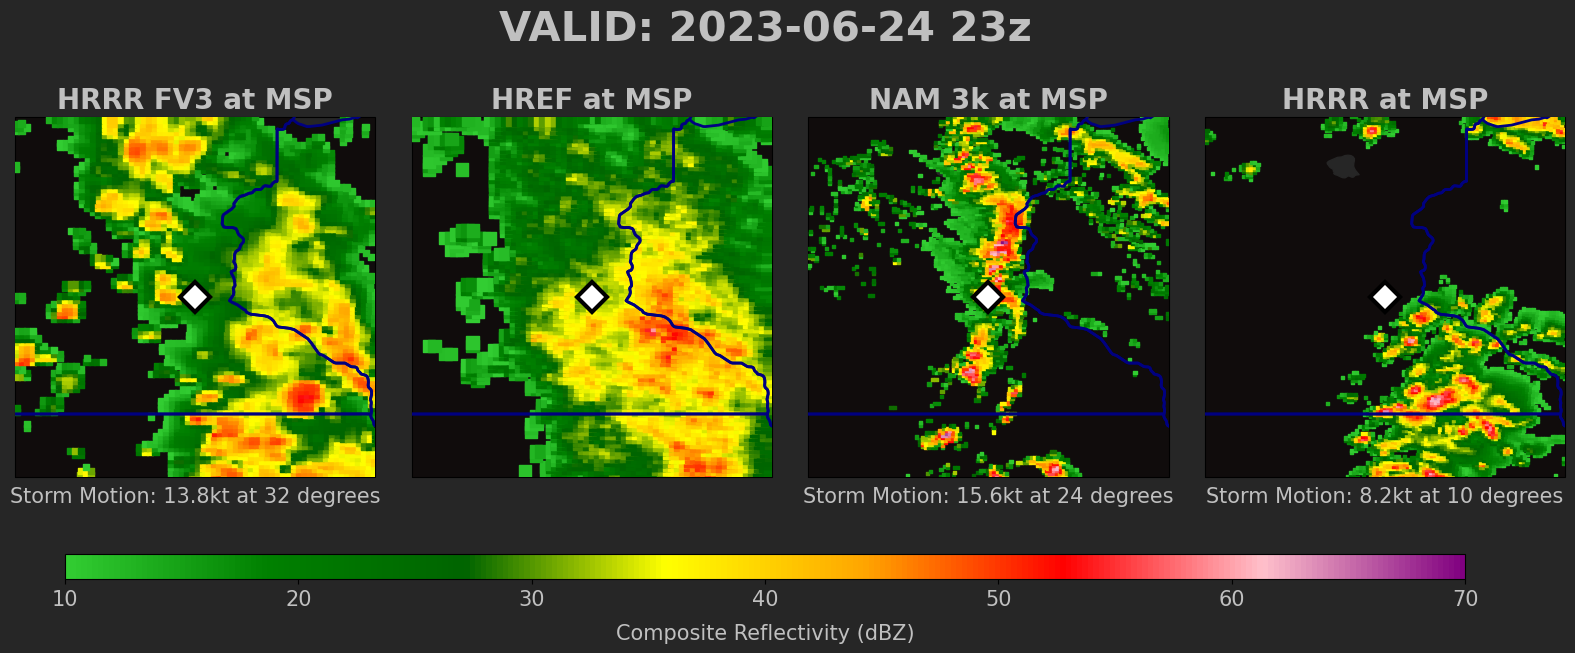 VALID: 2023-06-24 23z
HRRR FV3 at MSP
HREF at MSP
NAM 3k at MSP
HRRR at MSP
Storm Motion: 13.8kt at 32 degrees
Storm Motion: 15.6kt at 24 degrees
Storm Motion: 8.2kt at 10 degrees
10 20 30 40 50 60 70
Composite Reflectivity (dBZ)